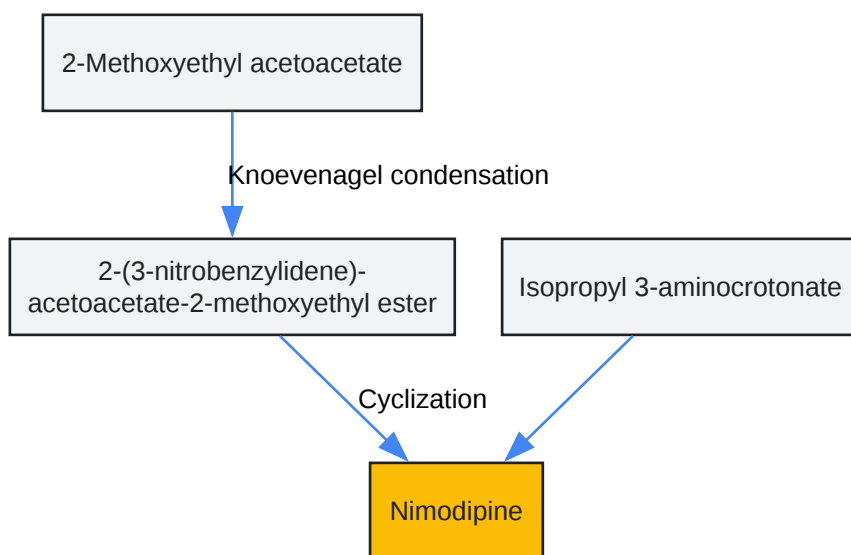 2-Methoxyethyl acetoacetate
Knoevenagel condensation
2-(3-nitrobenzylidene)-
acetoacetate-2-methoxyethyl ester
Isopropyl 3-aminocrotonate
Cyclization
Nimodipine